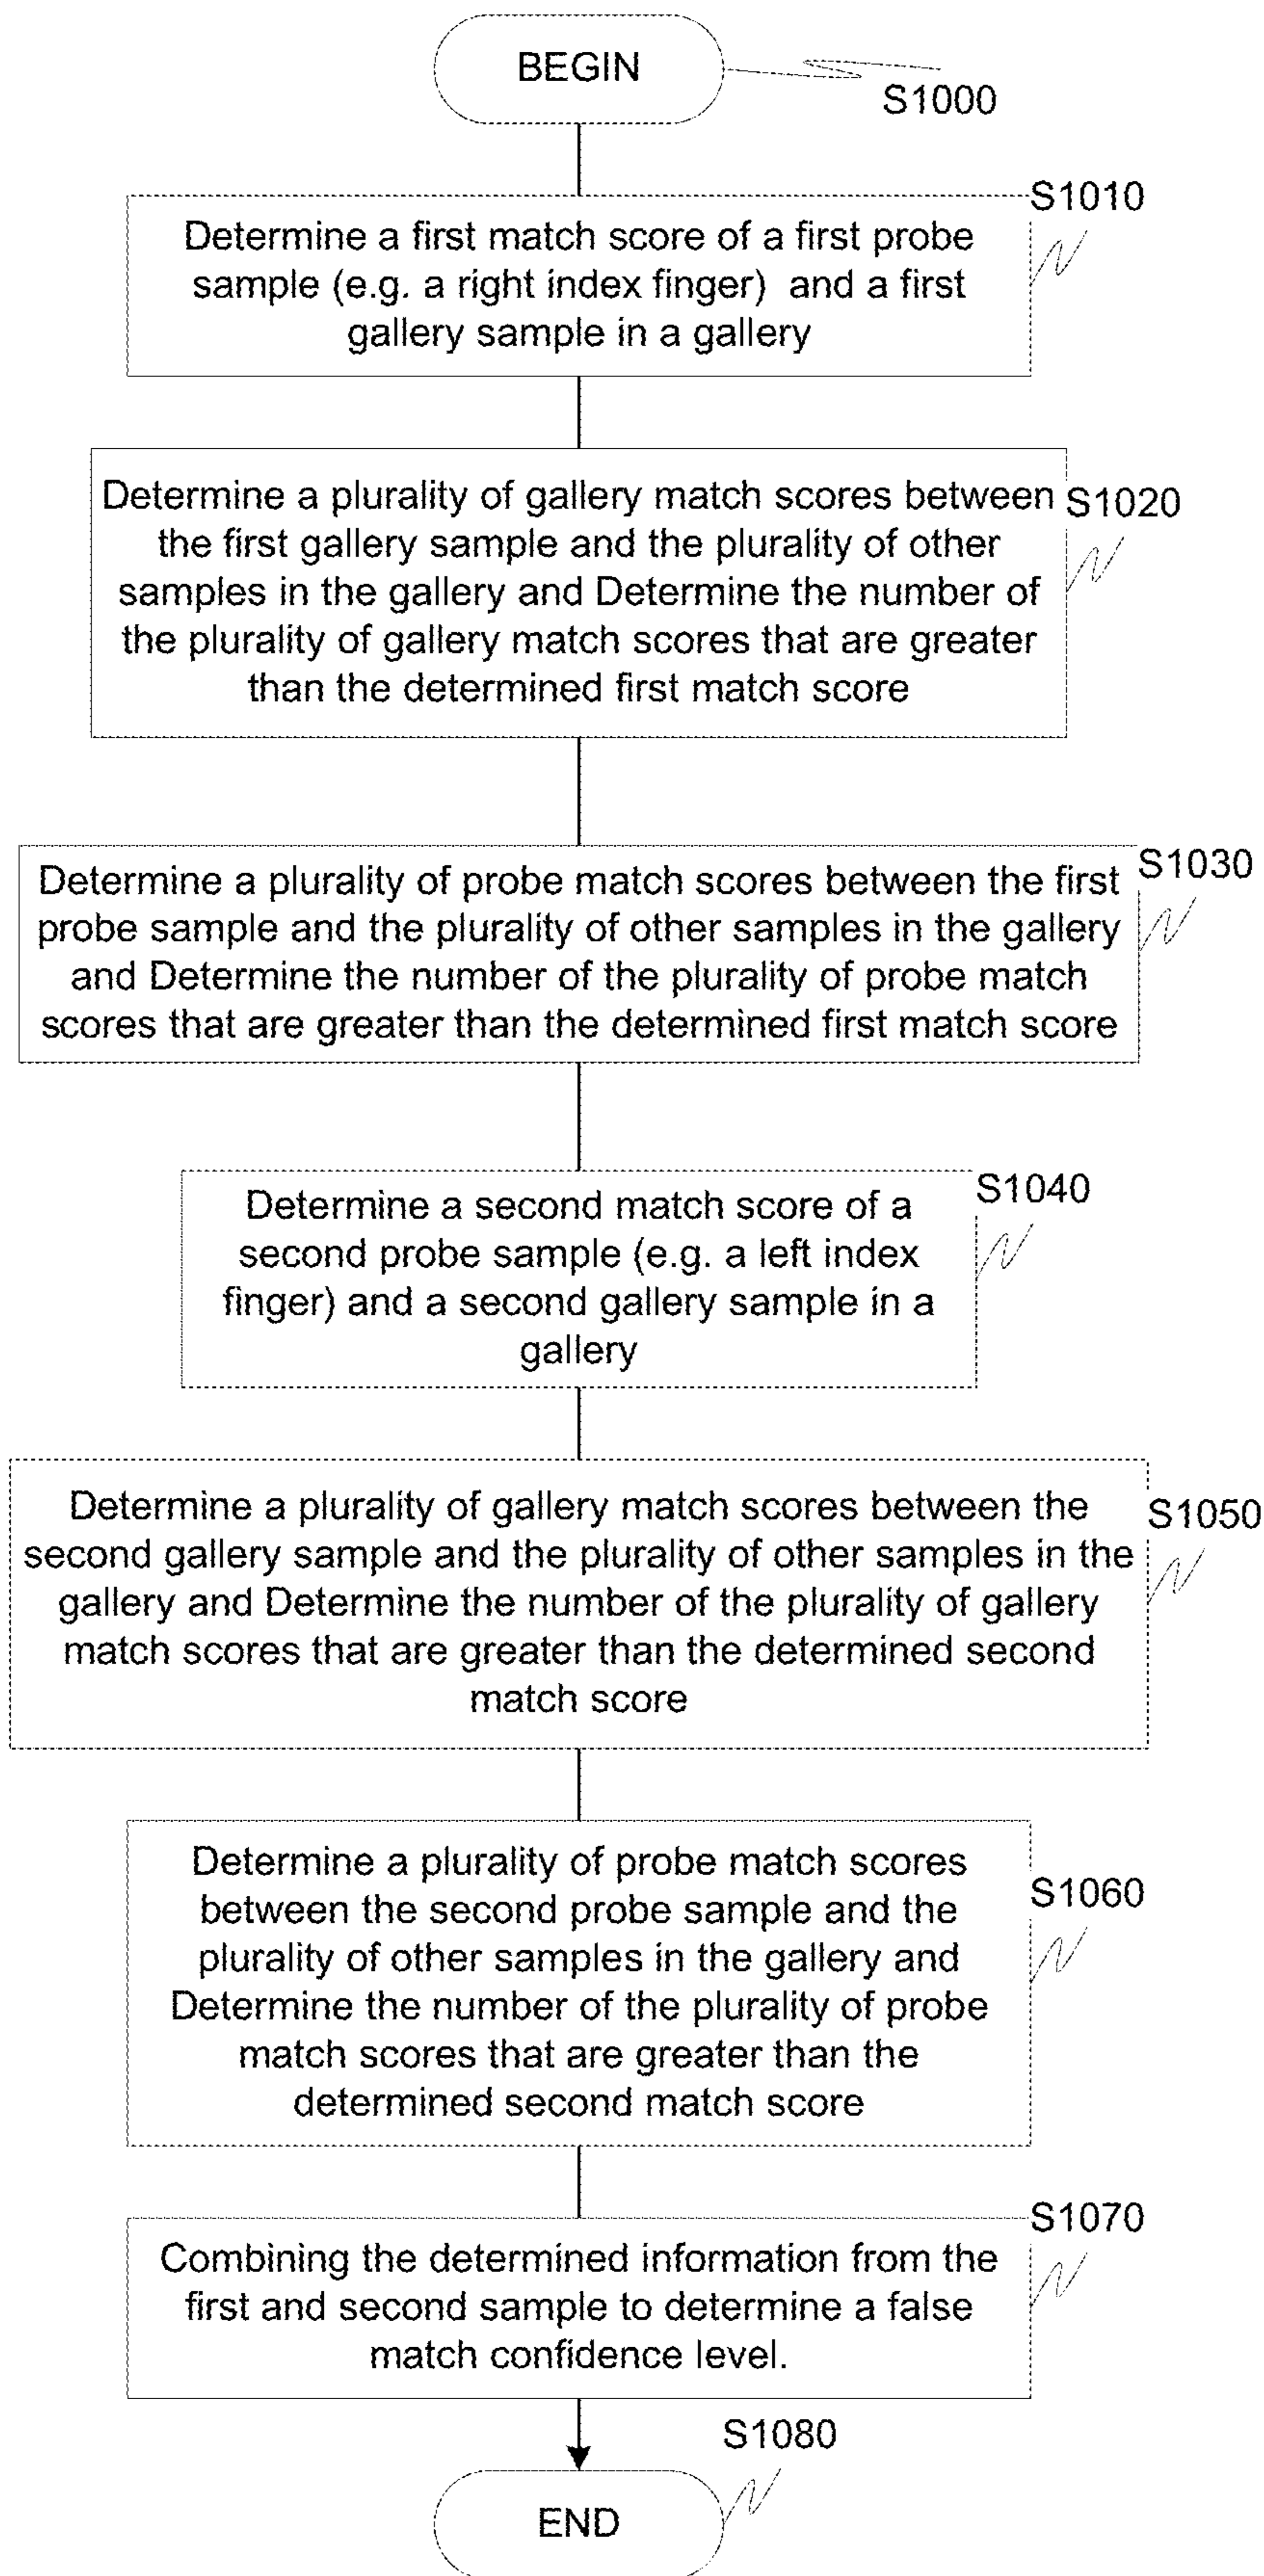 BEGIN
S1000
S1010
Determine a first match score of a first probe
sample (e.g. a right index finger) and a first
gallery sample in a gallery
Determine a plurality of gallery match scores between
S1020
the first gallery sample and the plurality of other
samples in the gallery and Determine the number of
the plurality of gallery match scores that are greater
than the determined first match score
S1030
Determine a plurality of probe match scores between the first
probe sample and the plurality of other samples in the gallery
and Determine the number of the plurality of probe match
scores that are greater than the determined first match score
S1040
Determine a second match score of a
second probe sample (e.g. a left index
finger) and a second gallery sample in a
gallery
Determine a plurality of gallery match scores between the
S1050
second gallery sample and the plurality of other samples in the
gallery and Determine the number of the plurality of gallery
match scores that are greater than the determined second
match score
Determine a plurality of probe match scores
S1060
between the second probe sample and the
plurality of other samples in the gallery and
Determine the number of the plurality of probe
match scores that are greater than the
determined second match score
S1070
Combining the determined information from the
first and second sample to determine a false
match confidence level.
S1080
END